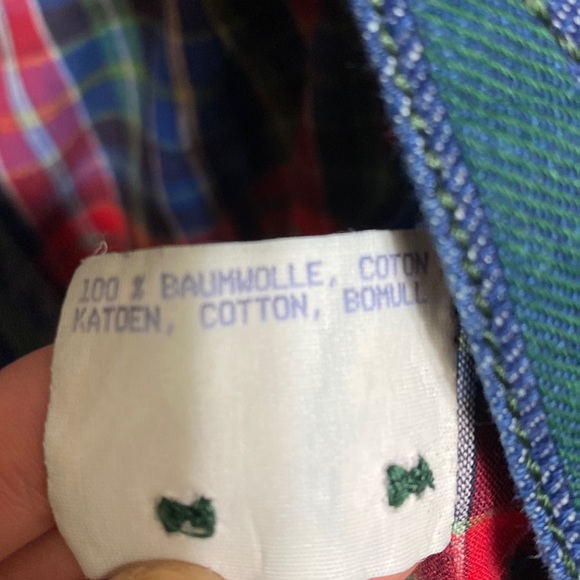 100 % BAUMWOLLE, COTON
KATOEN, COTTON, BOMULL